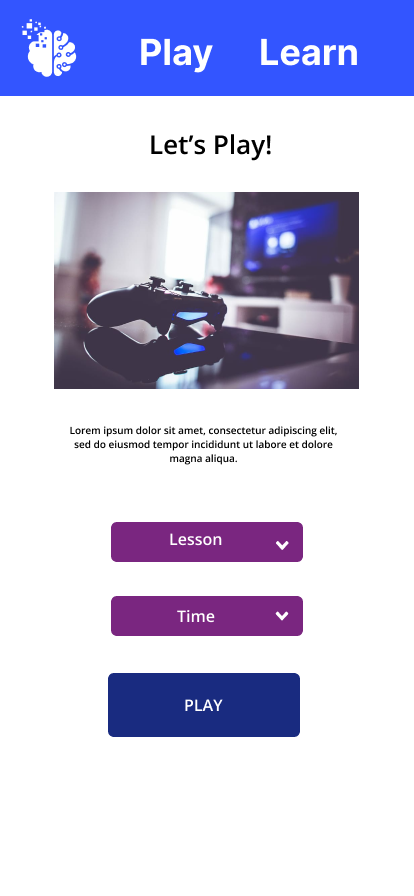 Play Learn
Let’s Play!
Lorem ipsum dolor sit amet, consectetur adipiscing elit,
sed do eiusmod tempor incididunt ut labore et dolore
magna aliqua.
Lesson
Time
PLAY